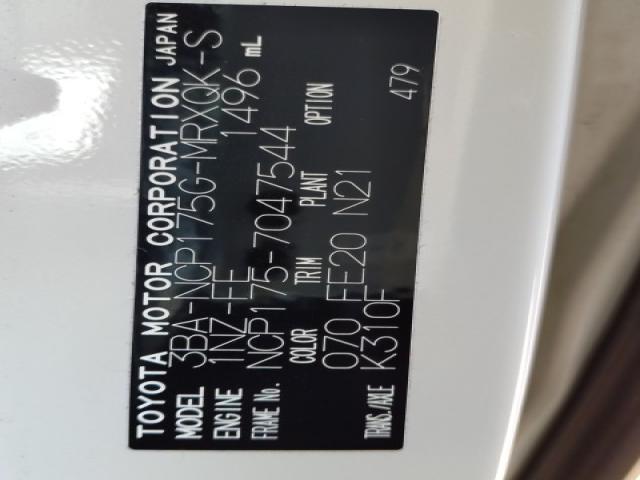 TOYOTA MOTOR CORPORATION JAPAN
MODEL 3BA-NCP175G-MRXQK-S
ENGINE 1NZ-FE 1496 mL
FRAME No. NCP175-7047544
COLOR TRIM PLANT OPTION
070 FE20 N21
TRANS./AXLE K310F 479